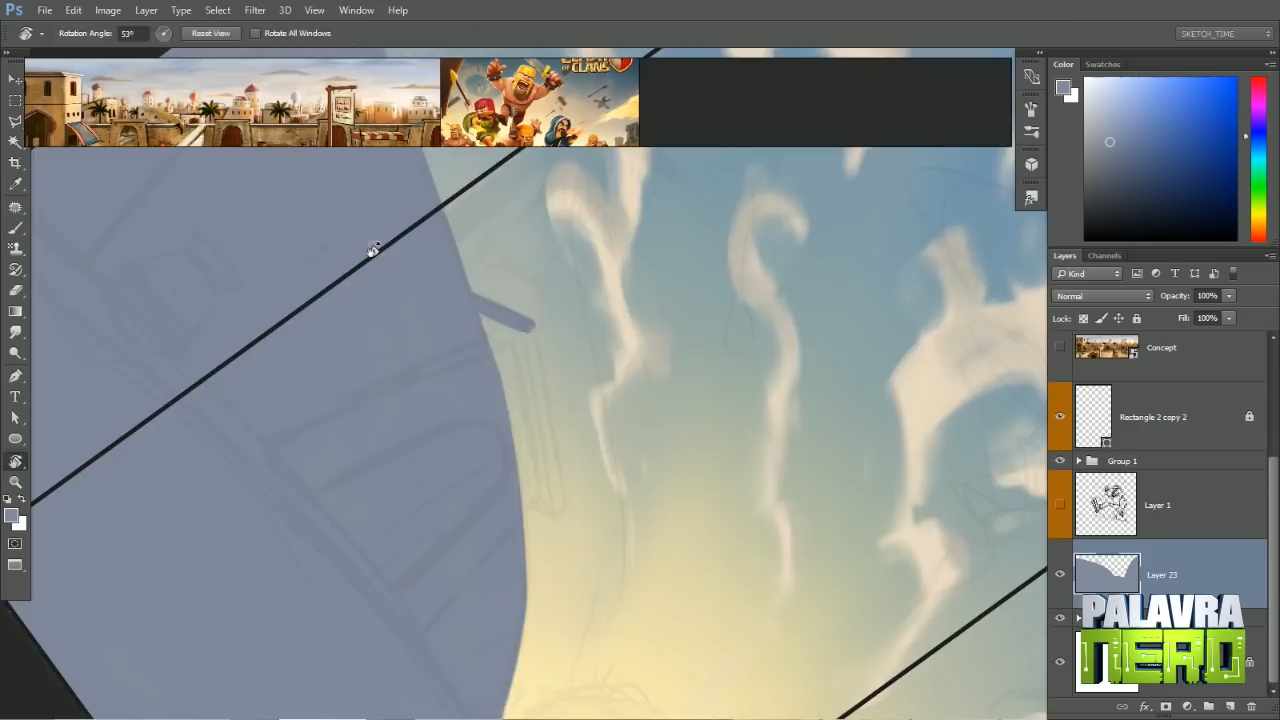 Ps File Edit Image Layer Type Select Filter 3D View Window Help
Rotation Angle: 53° Reset View Rotate All Windows SKETCH_TIME
Color Swatches
OF CLANS
Layers Channels
Kind
Normal Opacity: 100%
Lock: Fill: 100%
Concept
Rectangle 2 copy 2
Group 1
Layer 1
Layer 23
PALAVRA
NERD